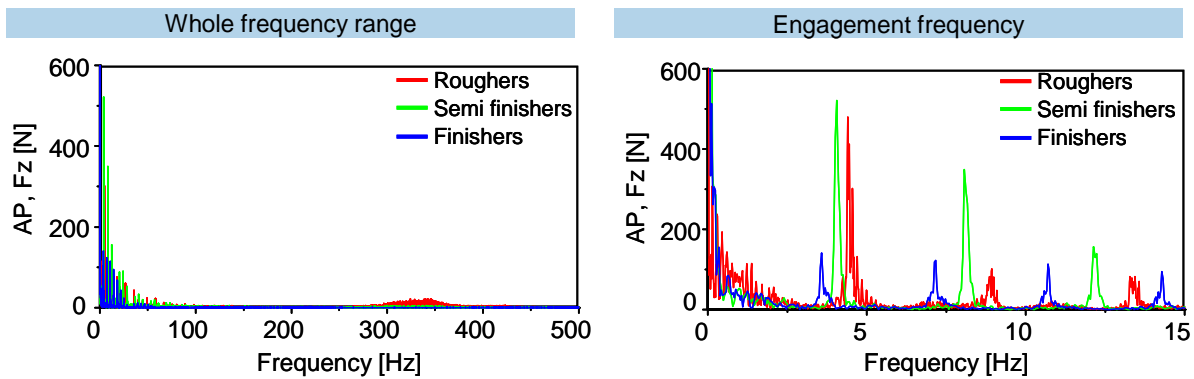 Whole frequency range
AP, Fz [N]
600
400
200
0
Roughers
Semi finishers
Finishers
0 100 200 300 400 500
Frequency [Hz]
Engagement frequency
AP, Fz [N]
600
400
200
0
Roughers
Semi finishers
Finishers
0 5 10 15
Frequency [Hz]